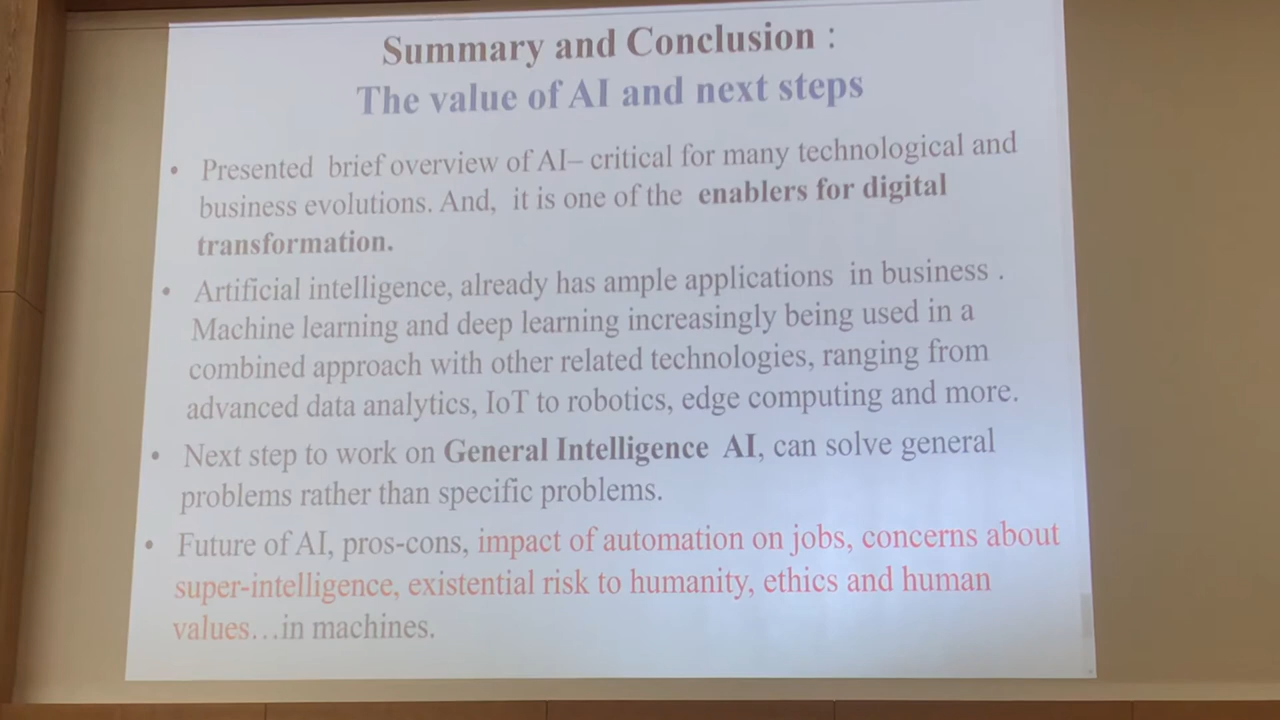 Summary and Conclusion :
The value of AI and next steps
• Presented brief overview of AI– critical for many technological and
business evolutions. And, it is one of the enablers for digital
transformation.
• Artificial intelligence, already has ample applications in business .
Machine learning and deep learning increasingly being used in a
combined approach with other related technologies, ranging from
advanced data analytics, IoT to robotics, edge computing and more.
• Next step to work on General Intelligence AI, can solve general
problems rather than specific problems.
• Future of AI, pros-cons, impact of automation on jobs, concerns about
super-intelligence, existential risk to humanity, ethics and human
values…in machines.